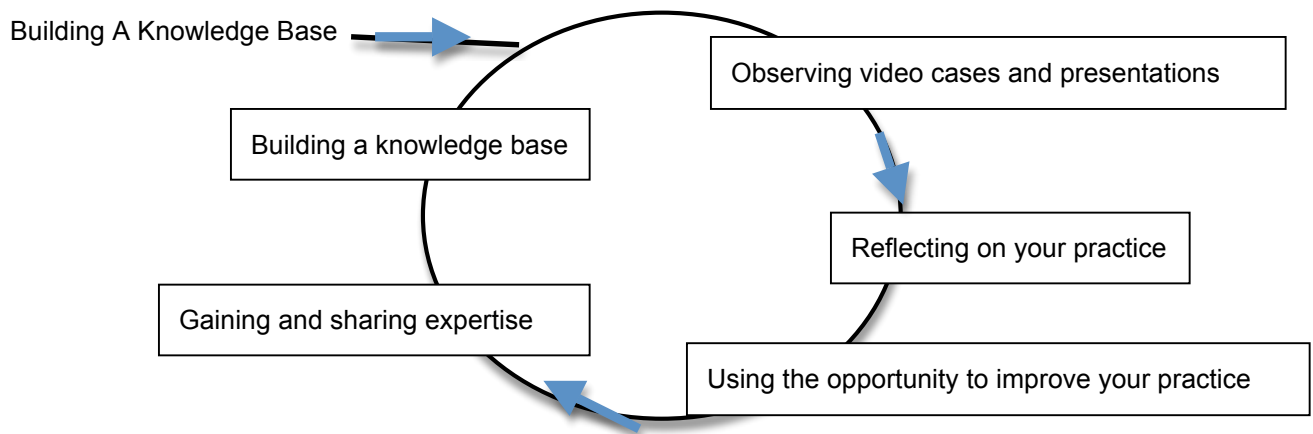 Building A Knowledge Base
Observing video cases and presentations
Building a knowledge base
Reflecting on your practice
Gaining and sharing expertise
Using the opportunity to improve your practice